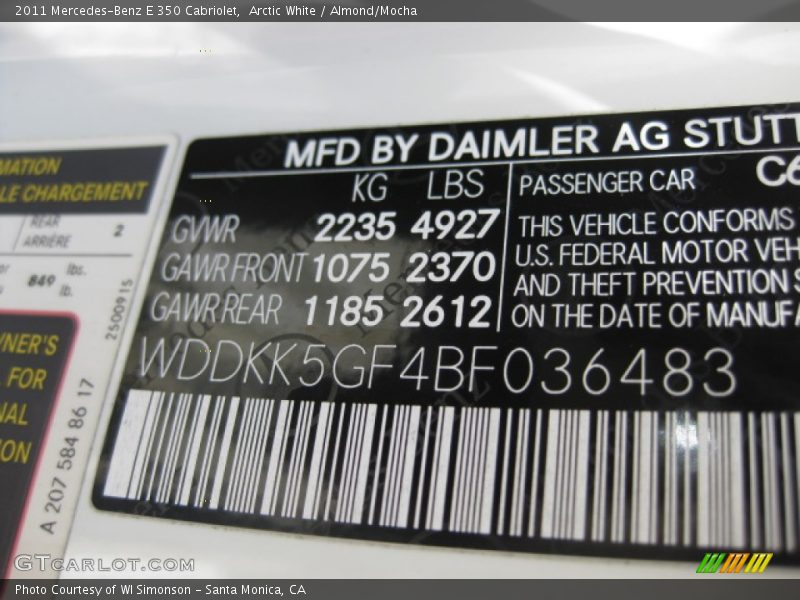 2011 Mercedes-Benz E 350 Cabriolet, Arctic White / Almond/Mocha
MATION
LE CHARGEMENT
REAR
ARRIÈRE
2
849 lbs.
lb.
2500915
WNER'S
FOR
NAL
ON
A 207 584 86 17
MFD BY DAIMLER AG STUTT
KG LBS
GVWR 2235 4927
GAWR FRONT 1075 2370
GAWR REAR 1185 2612
PASSENGER CAR C6
THIS VEHICLE CONFORMS
U.S. FEDERAL MOTOR VEH
AND THEFT PREVENTION S
ON THE DATE OF MANUFA
WDDKK5GF4BF036483
GTCARLOT.COM
Photo Courtesy of WI Simonson - Santa Monica, CA